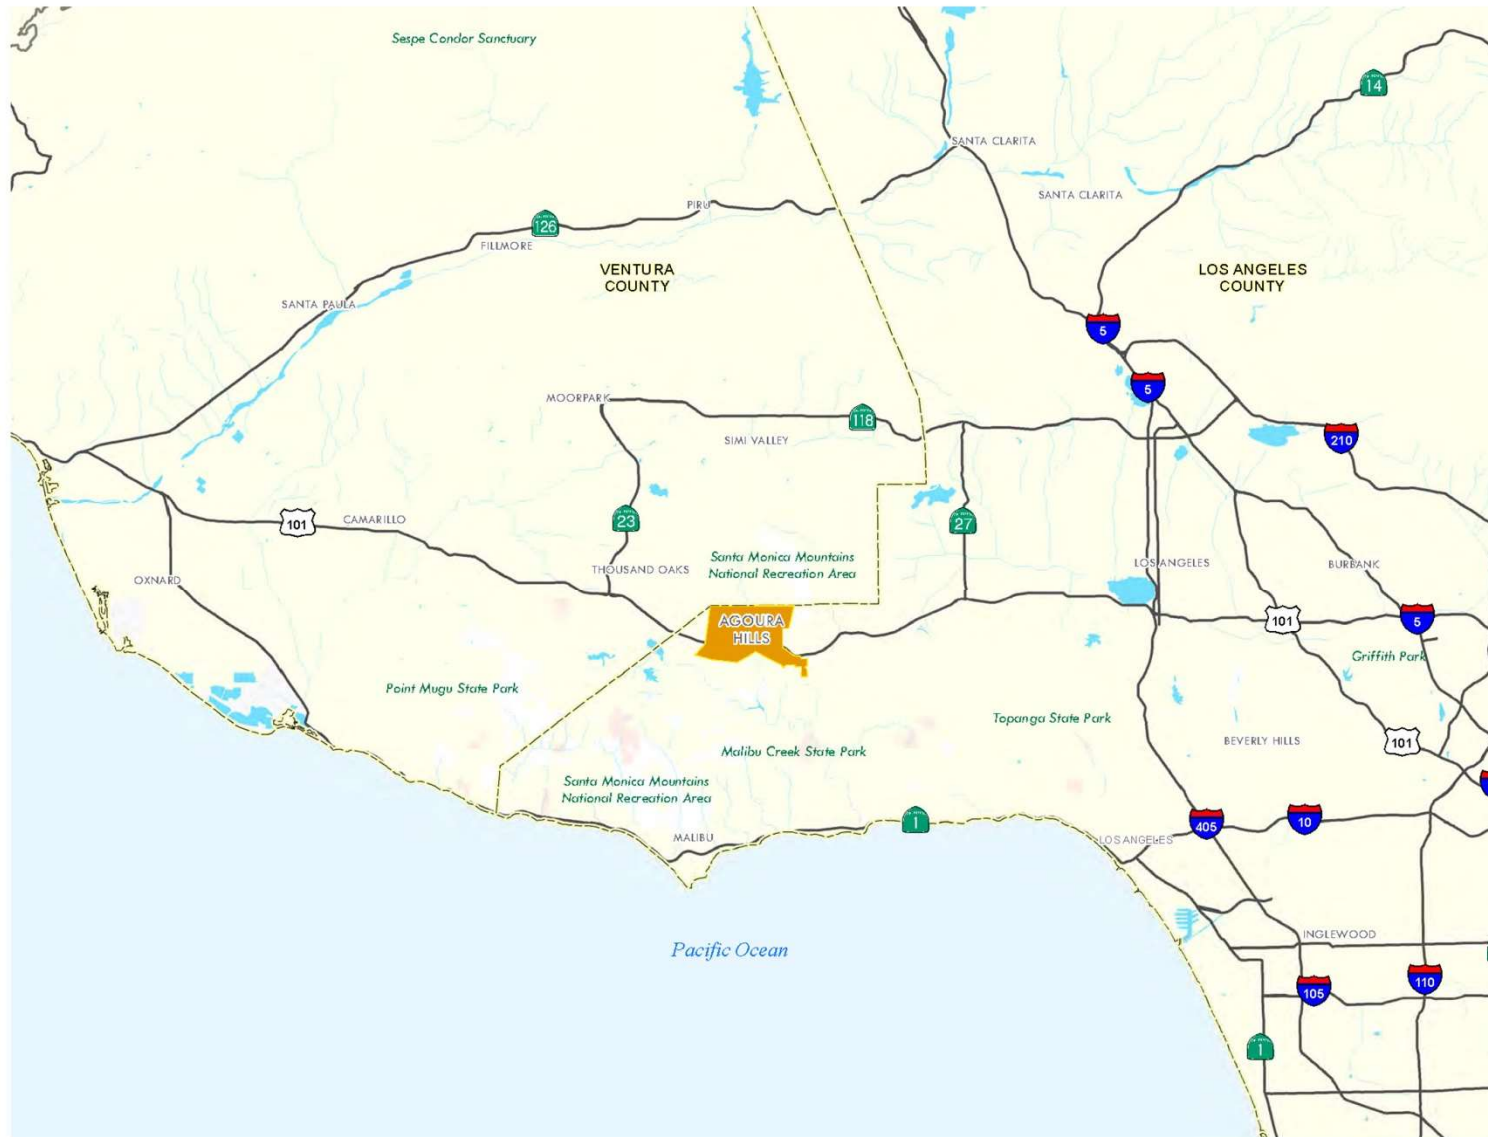 Sespe Condor Sanctuary
14
SANTA CLARITA
SANTA CLARITA
PIRU
126
FILLMORE
VENTURA
COUNTY
LOS ANGELES
COUNTY
SANTA PAULA
5
5
MOORPARK
118
SIMI VALLEY
210
101
CAMARILLO
23
27
Santa Monica Mountains
National Recreation Area
THOUSAND OAKS
OXNARD
LOS ANGELES
BURBANK
AGOURA
HILLS
101
5
Griffith Park
Point Mugu State Park
Topanga State Park
BEVERLY HILLS
101
Malibu Creek State Park
Santa Monica Mountains
National Recreation Area
MALIBU
1
405
10
LOS ANGELES
INGLEWOOD
Pacific Ocean
105
110
1